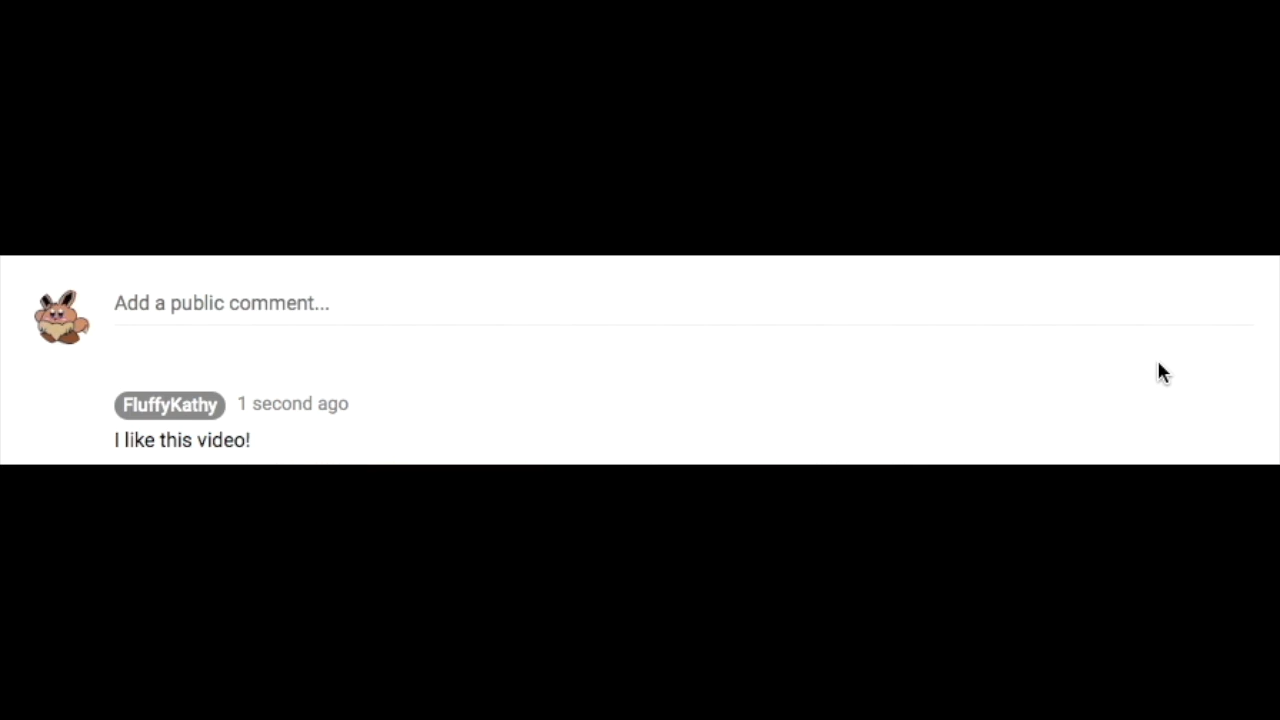 Add a public comment...
FluffyKathy 1 second ago
I like this video!